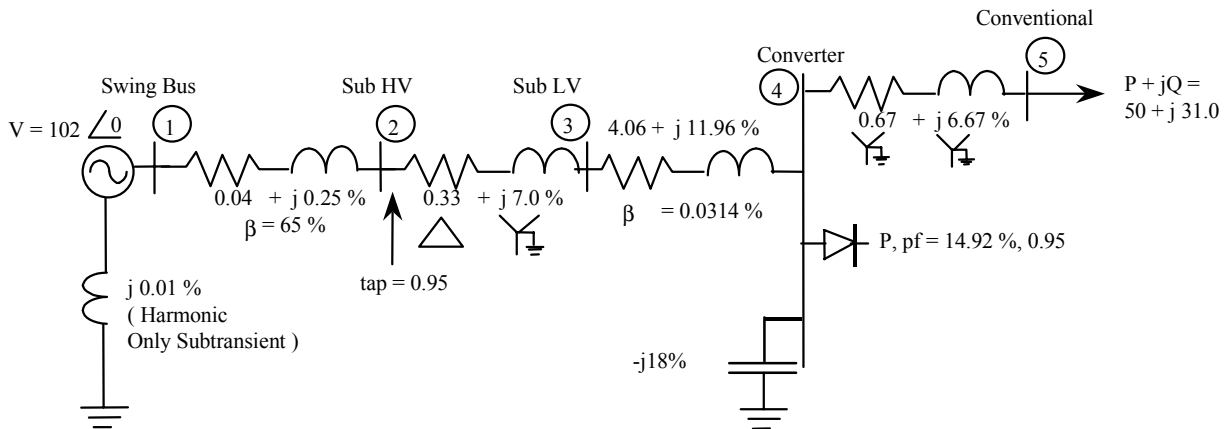 Conventional
Converter
5
P + jQ =
50 + j 31.0
Swing Bus
Sub HV
Sub LV
4
V = 102 ∠0
1
2
3
4.06 + j 11.96 %
0.67 + j 6.67 %
0.04 + j 0.25 %
β = 65 %
0.33 + j 7.0 %
β = 0.0314 %
P, pf = 14.92 %, 0.95
tap = 0.95
j 0.01 %
( Harmonic
Only Subtransient )
-j18%